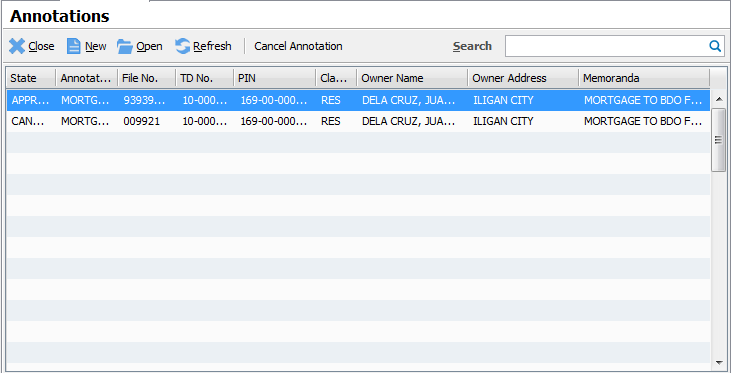 Annotations
Close New Open Refresh Cancel Annotation Search
State Annotat... File No. TD No. PIN Cla... Owner Name Owner Address Memoranda
APPR... MORTG... 93939... 10-000... 169-00-000... RES DELA CRUZ, JUA... ILIGAN CITY MORTGAGE TO BDO F...
CAN... MORTG... 009921 10-000... 169-00-000... RES DELA CRUZ, JUA... ILIGAN CITY MORTGAGE TO BDO F...